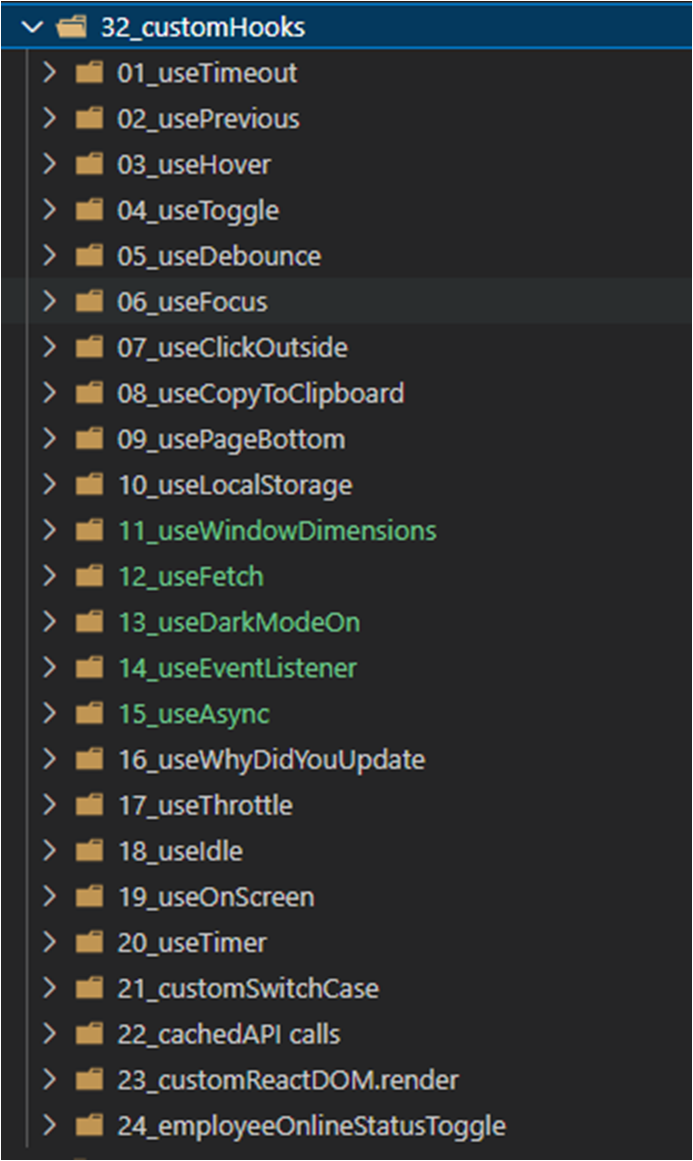 32_customHooks
01_useTimeout
02_usePrevious
03_useHover
04_useToggle
05_useDebounce
06_useFocus
07_useClickOutside
08_useCopyToClipboard
09_usePageBottom
10_useLocalStorage
11_useWindowDimensions
12_useFetch
13_useDarkModeOn
14_useEventListener
15_useAsync
16_useWhyDidYouUpdate
17_useThrottle
18_useIdle
19_useOnScreen
20_useTimer
21_customSwitchCase
22_cachedAPI calls
23_customReactDOM.render
24_employeeOnlineStatusToggle